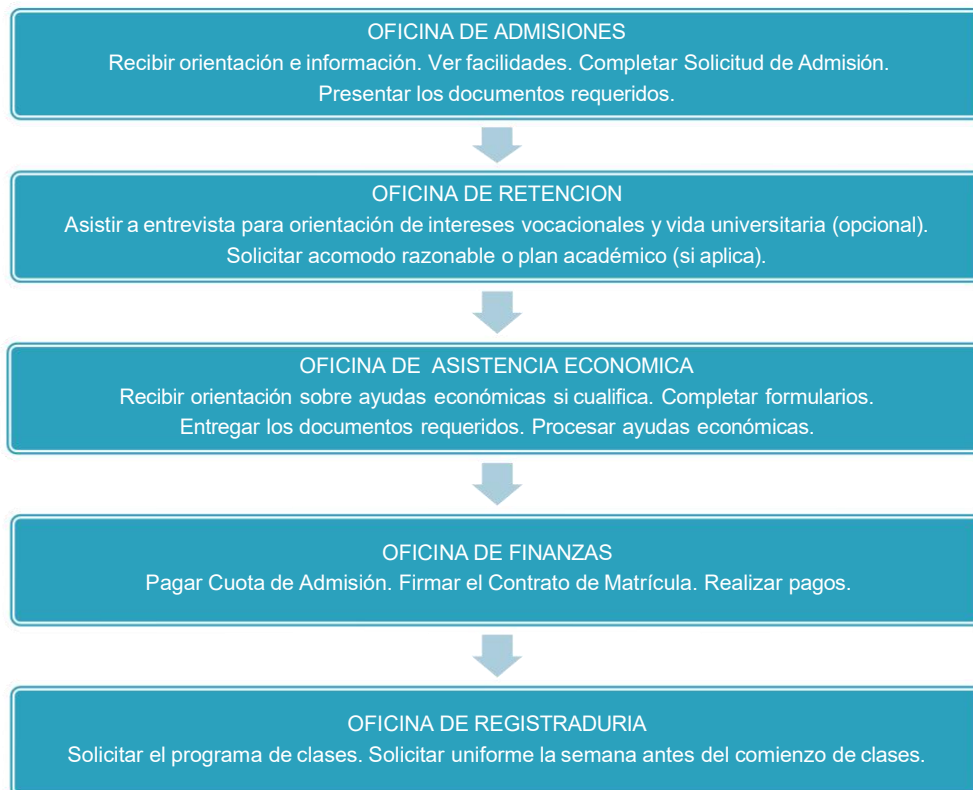 OFICINA DE ADMISIONES
Recibir orientación e información. Ver facilidades. Completar Solicitud de Admisión.
Presentar los documentos requeridos.
OFICINA DE RETENCION
Asistir a entrevista para orientación de intereses vocacionales y vida universitaria (opcional).
Solicitar acomodo razonable o plan académico (si aplica).
OFICINA DE ASISTENCIA ECONOMICA
Recibir orientación sobre ayudas económicas si cualifica. Completar formularios.
Entregar los documentos requeridos. Procesar ayudas económicas.
OFICINA DE FINANZAS
Pagar Cuota de Admisión. Firmar el Contrato de Matrícula. Realizar pagos.
OFICINA DE REGISTRADURIA
Solicitar el programa de clases. Solicitar uniforme la semana antes del comienzo de clases.